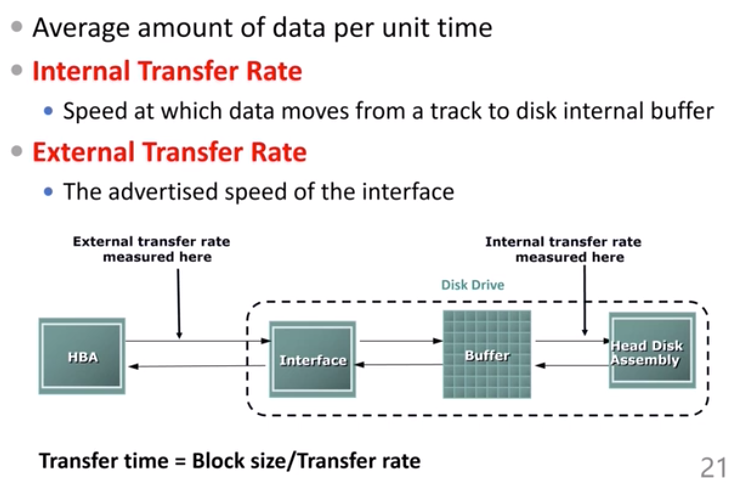 Average amount of data per unit time
Internal Transfer Rate
Speed at which data moves from a track to disk internal buffer
External Transfer Rate
The advertised speed of the interface
External transfer rate
measured here
Internal transfer rate
measured here
Disk Drive
HBA
Interface
Buffer
Head Disk
Assembly
Transfer time = Block size/Transfer rate
21